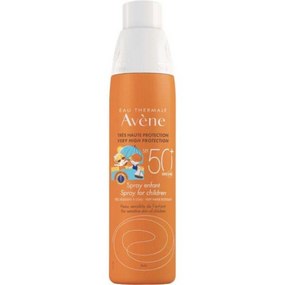 EAU THERMALE
Avène
TRÈS HAUTE PROTECTION
VERY HIGH PROTECTION
SPF
50+
Spray enfant
Spray for children
Peau sensible de l'enfant
For sensitive skin of children